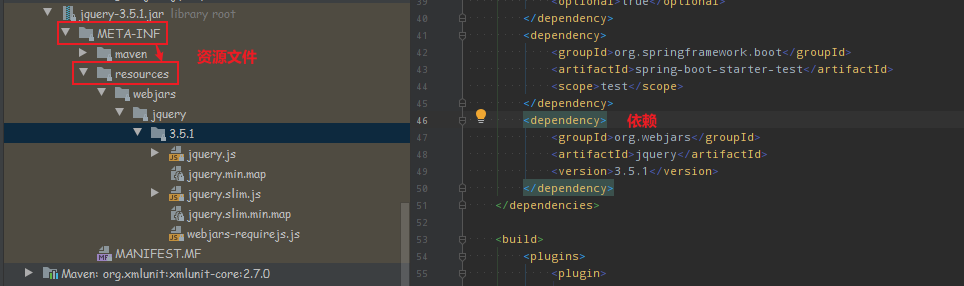 jquery-3.5.1.jar library root
META-INF
maven
资源文件
resources
webjars
jquery
3.5.1
jquery.js
jquery.min.map
jquery.slim.js
jquery.slim.min.map
webjars-requirejs.js
MANIFEST.MF
Maven: org.xmlunit:xmlunit-core:2.7.0
39 <optional>true</optional>
40 </dependency>
41 <dependency>
42 <groupId>org.springframework.boot</groupId>
43 <artifactId>spring-boot-starter-test</artifactId>
44 <scope>test</scope>
45 </dependency>
46 <dependency> 依赖
47 <groupId>org.webjars</groupId>
48 <artifactId>jquery</artifactId>
49 <version>3.5.1</version>
50 </dependency>
51 </dependencies>
52
53 <build>
54 <plugins>
55 <plugin>